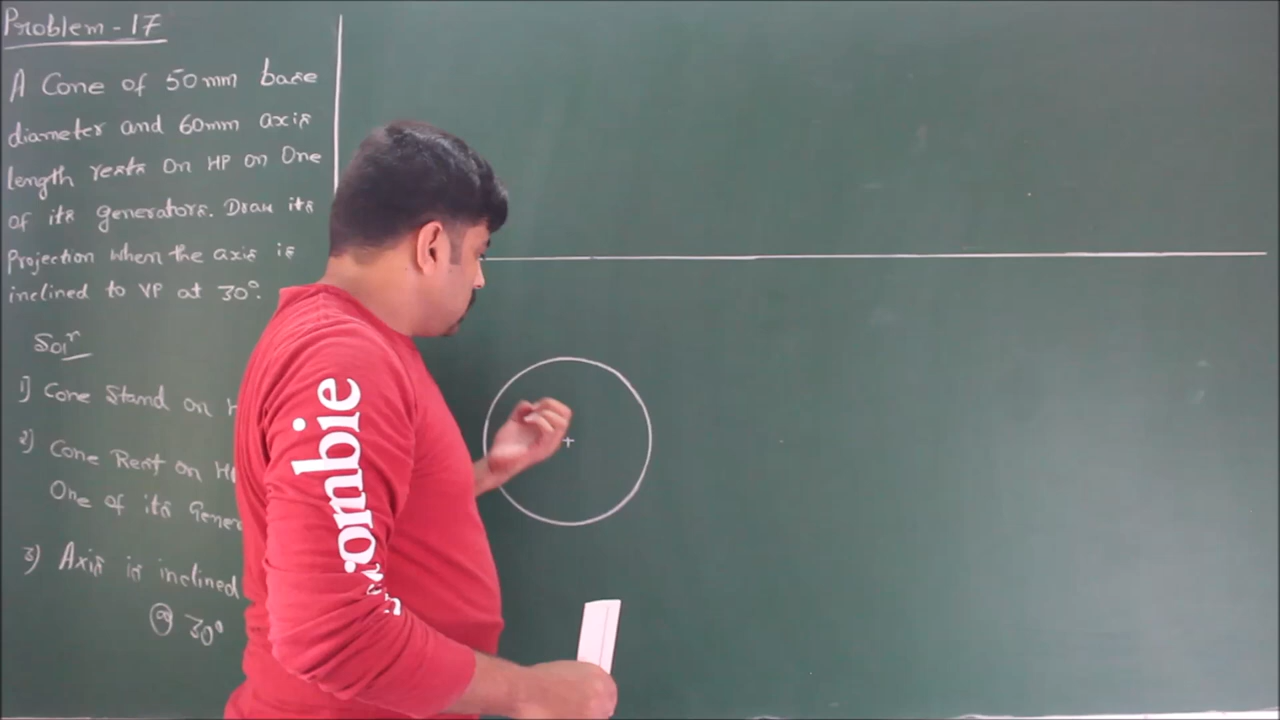 Problem - 17
A Cone of 50mm base
diameter and 60mm axis
length rests On HP on One
of its generators. Draw its
Projection when the axis is
inclined to VP at 30°.
Solⁿ
1) Cone Stand on
2) Cone Rest on
One of its
3) Axis is inclined
@ 30°
ombie